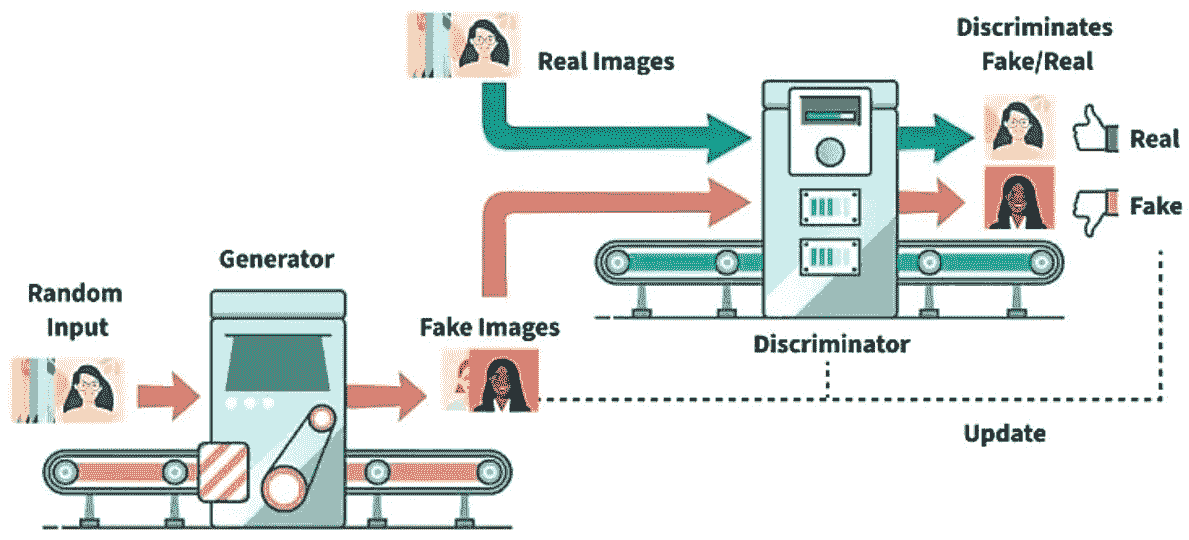 Real Images
Discriminates
Fake/Real
Real
Fake
Generator
Random
Input
Fake Images
Discriminator
Update